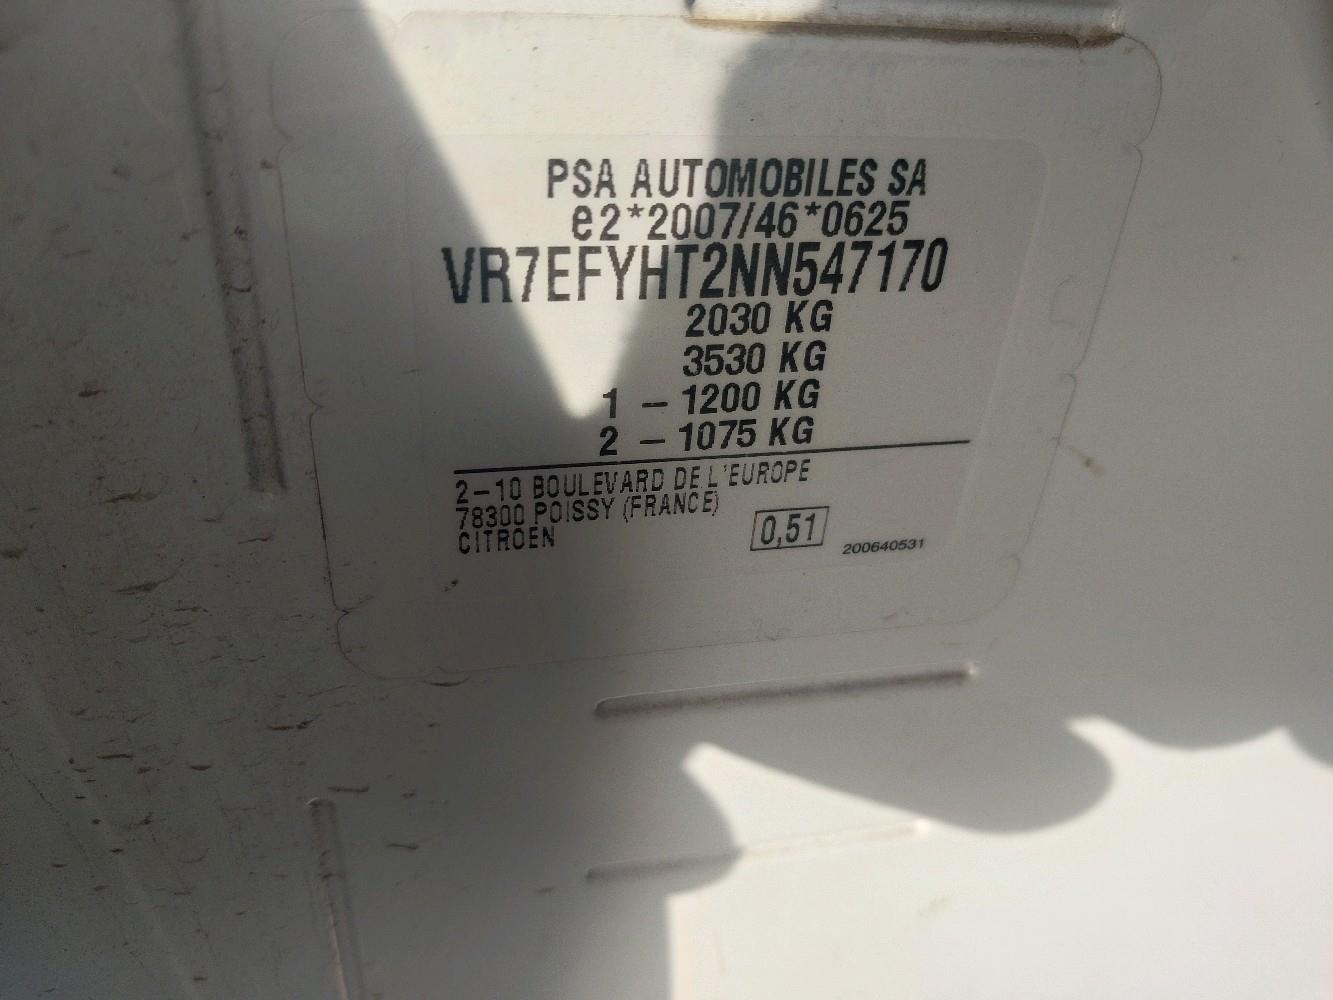 PSA AUTOMOBILES SA
e2*2007/46*0625
VR7EFYHT2NN547170
2030 KG
3530 KG
1 - 1200 KG
2 - 1075 KG
2-10 BOULEVARD DE L'EUROPE
78300 POISSY (FRANCE)
CITROEN
0,51
200640531